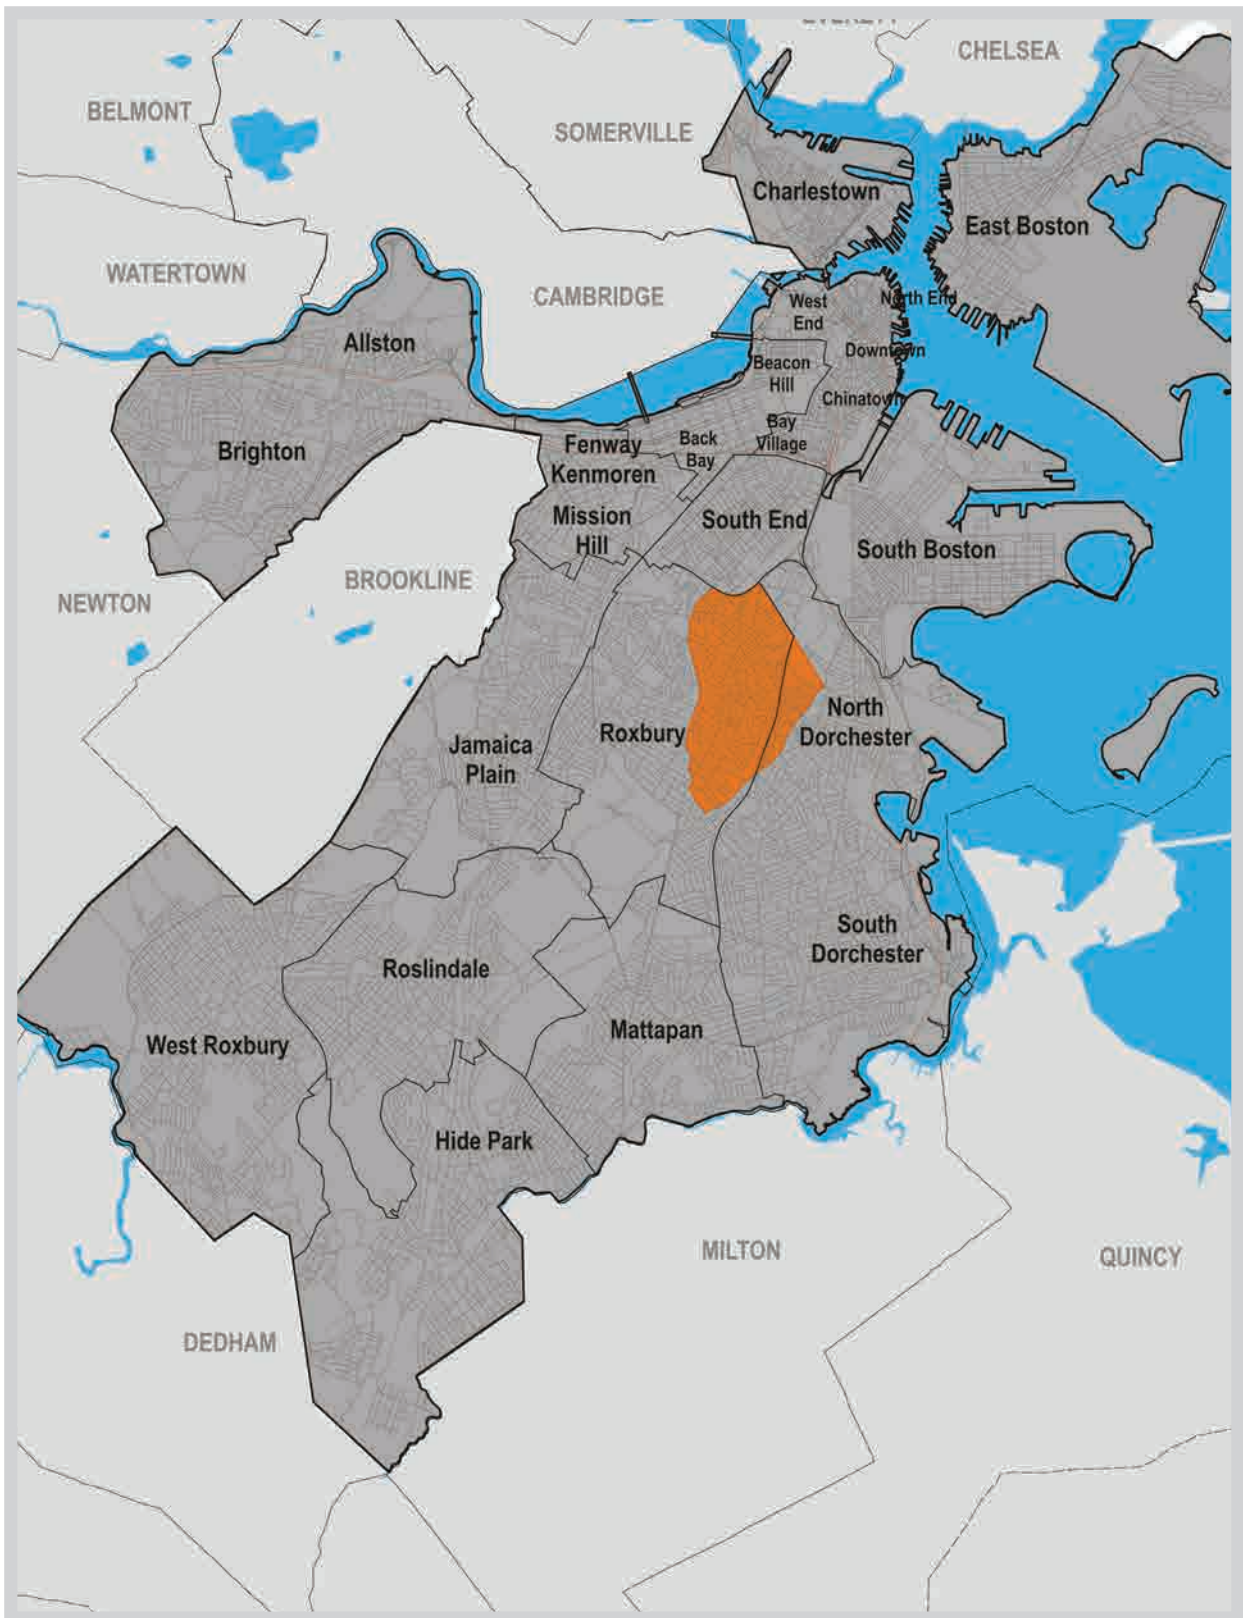 EVERETT
CHELSEA
BELMONT
SOMERVILLE
Charlestown
East Boston
WATERTOWN
CAMBRIDGE
West
End
North End
Allston
Downtown
Beacon
Hill
Chinatown
Bay
Village
Back
Bay
Fenway
Kenmoren
Brighton
Mission
Hill
South End
South Boston
BROOKLINE
NEWTON
Roxbury
North
Dorchester
Jamaica
Plain
South
Dorchester
Roslindale
Mattapan
West Roxbury
Hide Park
MILTON
QUINCY
DEDHAM